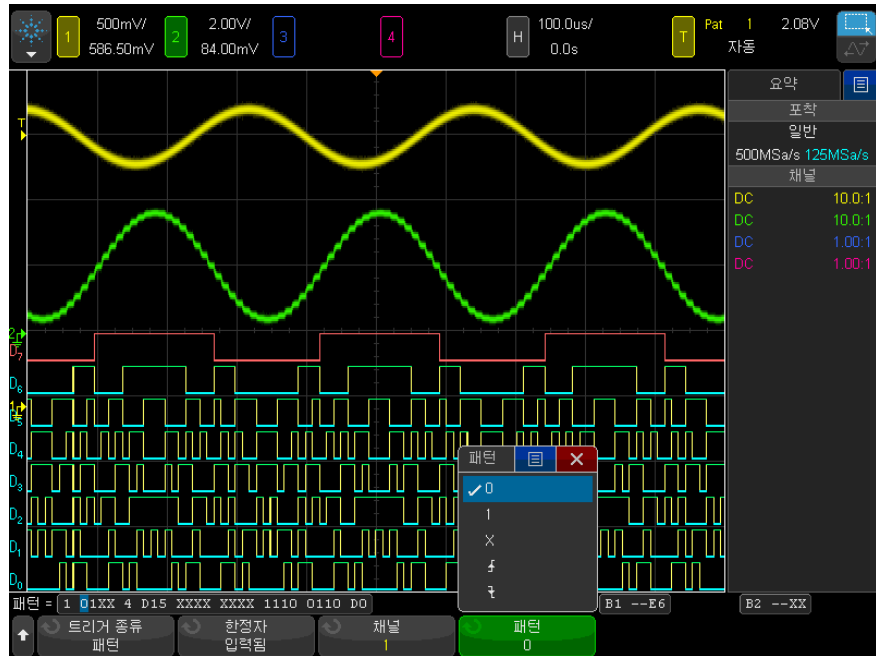 1 500mV/ 2 2.00V/ 3 4 H 100.0us/ T Pat 1 2.08V
586.50mV 84.00mV 0.0s 자동
요약
포착
일반
500MSa/s 125MSa/s
채널
DC 10.0:1
DC 10.0:1
DC 1.00:1
DC 1.00:1
T
2
D7
D6
1
D5
D4
D3
D2
D1
D0
패턴
0
1
X
패턴 = 1 01XX 4 D15 XXXX XXXX 1110 0110 D0 B1 --E6 B2 --XX
트리거 종류 한정자 채널 패턴
패턴 입력됨 1 0